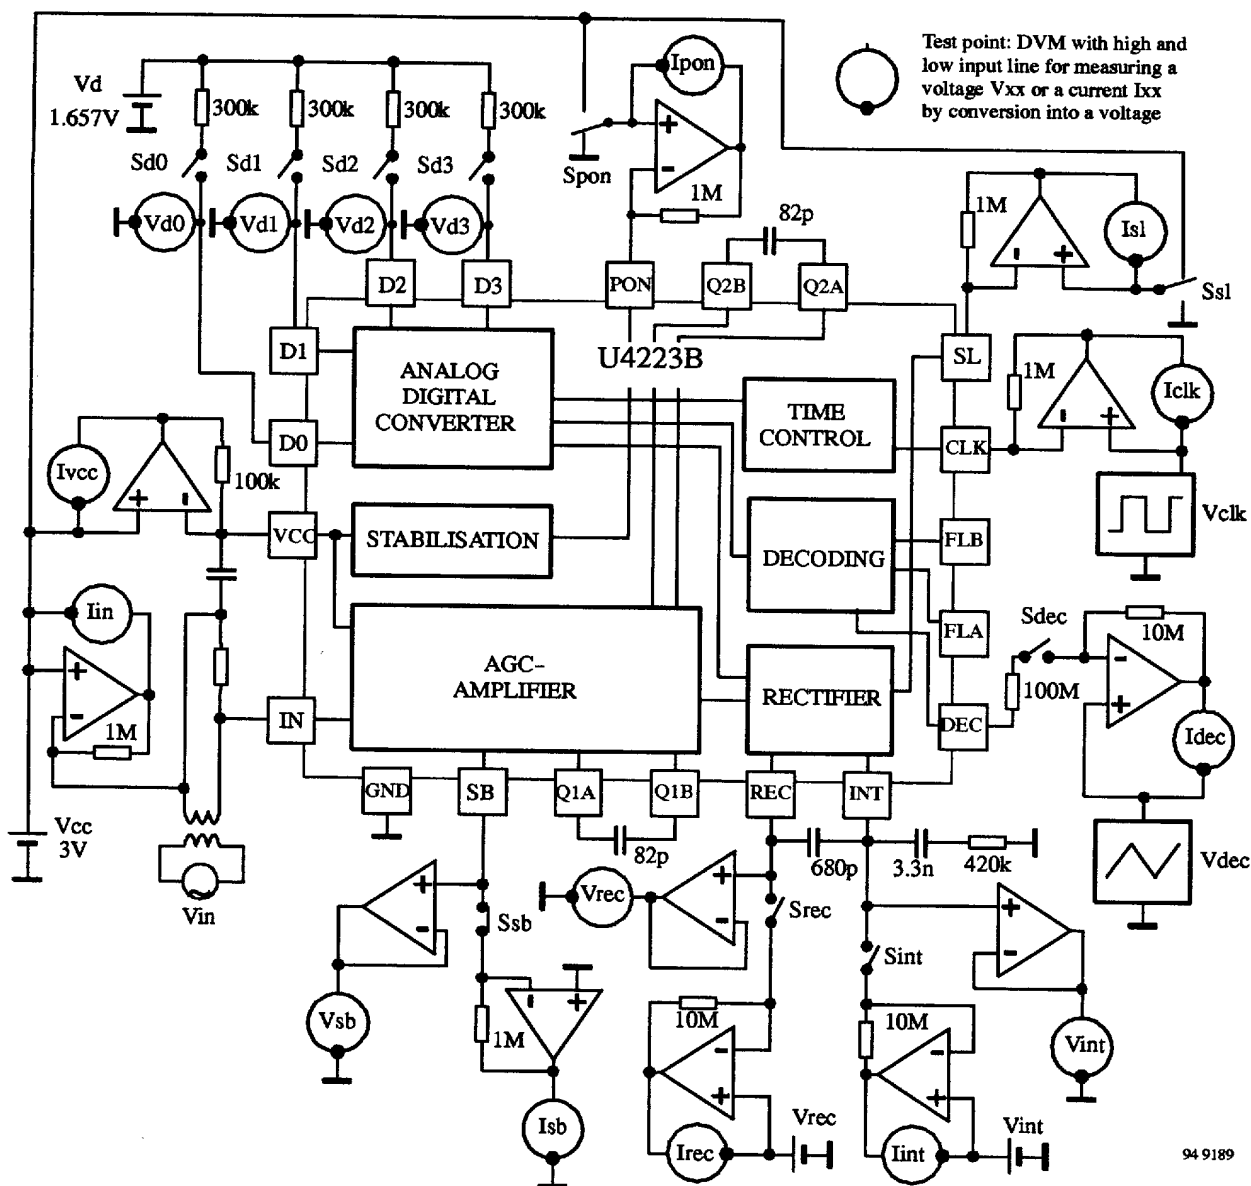 Test point: DVM with high and
low input line for measuring a
voltage Vxx or a current Ixx
by conversion into a voltage
Vd
1.657V
300k
300k
300k
300k
Sd0
Sd1
Sd2
Sd3
Vd0
Vd1
Vd2
Vd3
Ipon
+
-
Spon
1M
82p
1M
Isl
-
+
Ssl
D2
D3
PON
Q2B
Q2A
D1
U4223B
SL
ANALOG
DIGITAL
CONVERTER
TIME
CONTROL
1M
Iclk
-
+
D0
CLK
Ivcc
100k
+
-
Vclk
VCC
STABILISATION
DECODING
FLB
Iin
+
-
1M
AGC-
AMPLIFIER
RECTIFIER
FLA
Sdec
10M
-
+
100M
IN
DEC
Idec
GND
SB
Q1A
Q1B
REC
INT
Vcc
3V
82p
680p
3.3n
420k
Vdec
Vin
+
-
Ssb
Vrec
+
-
Srec
+
-
Sint
Vsb
-
+
1M
10M
-
+
10M
-
+
Vint
Isb
Vrec
Vint
Irec
Iint
94 9189